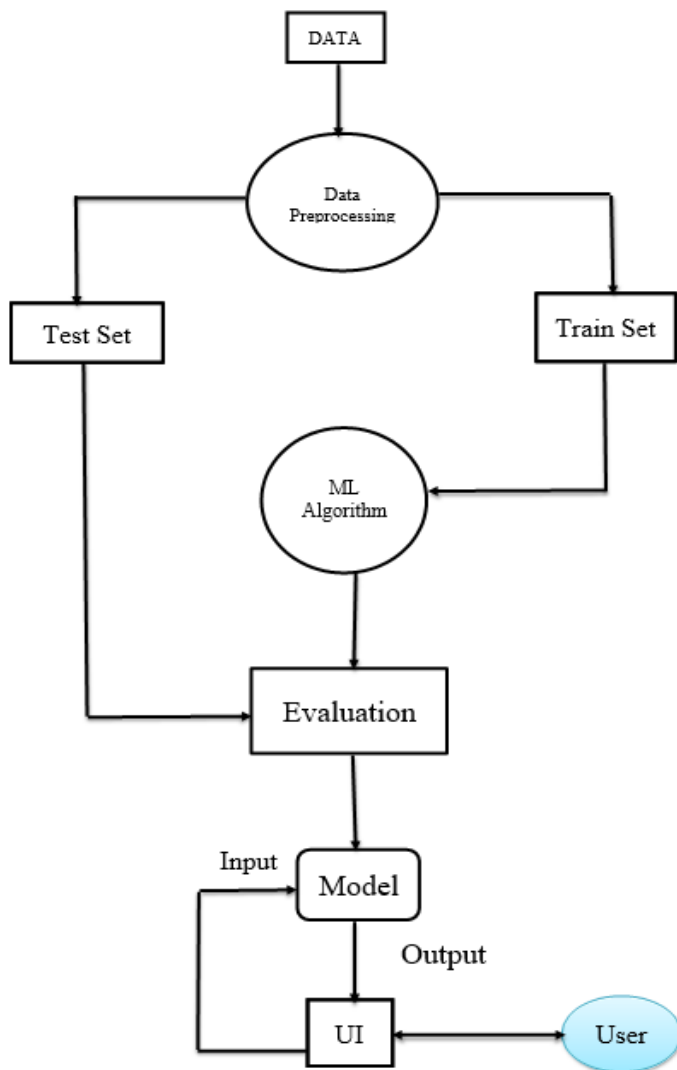 DATA
Data
Preprocessing
Test Set
Train Set
ML
Algorithm
Evaluation
Input
Model
Output
UI
User